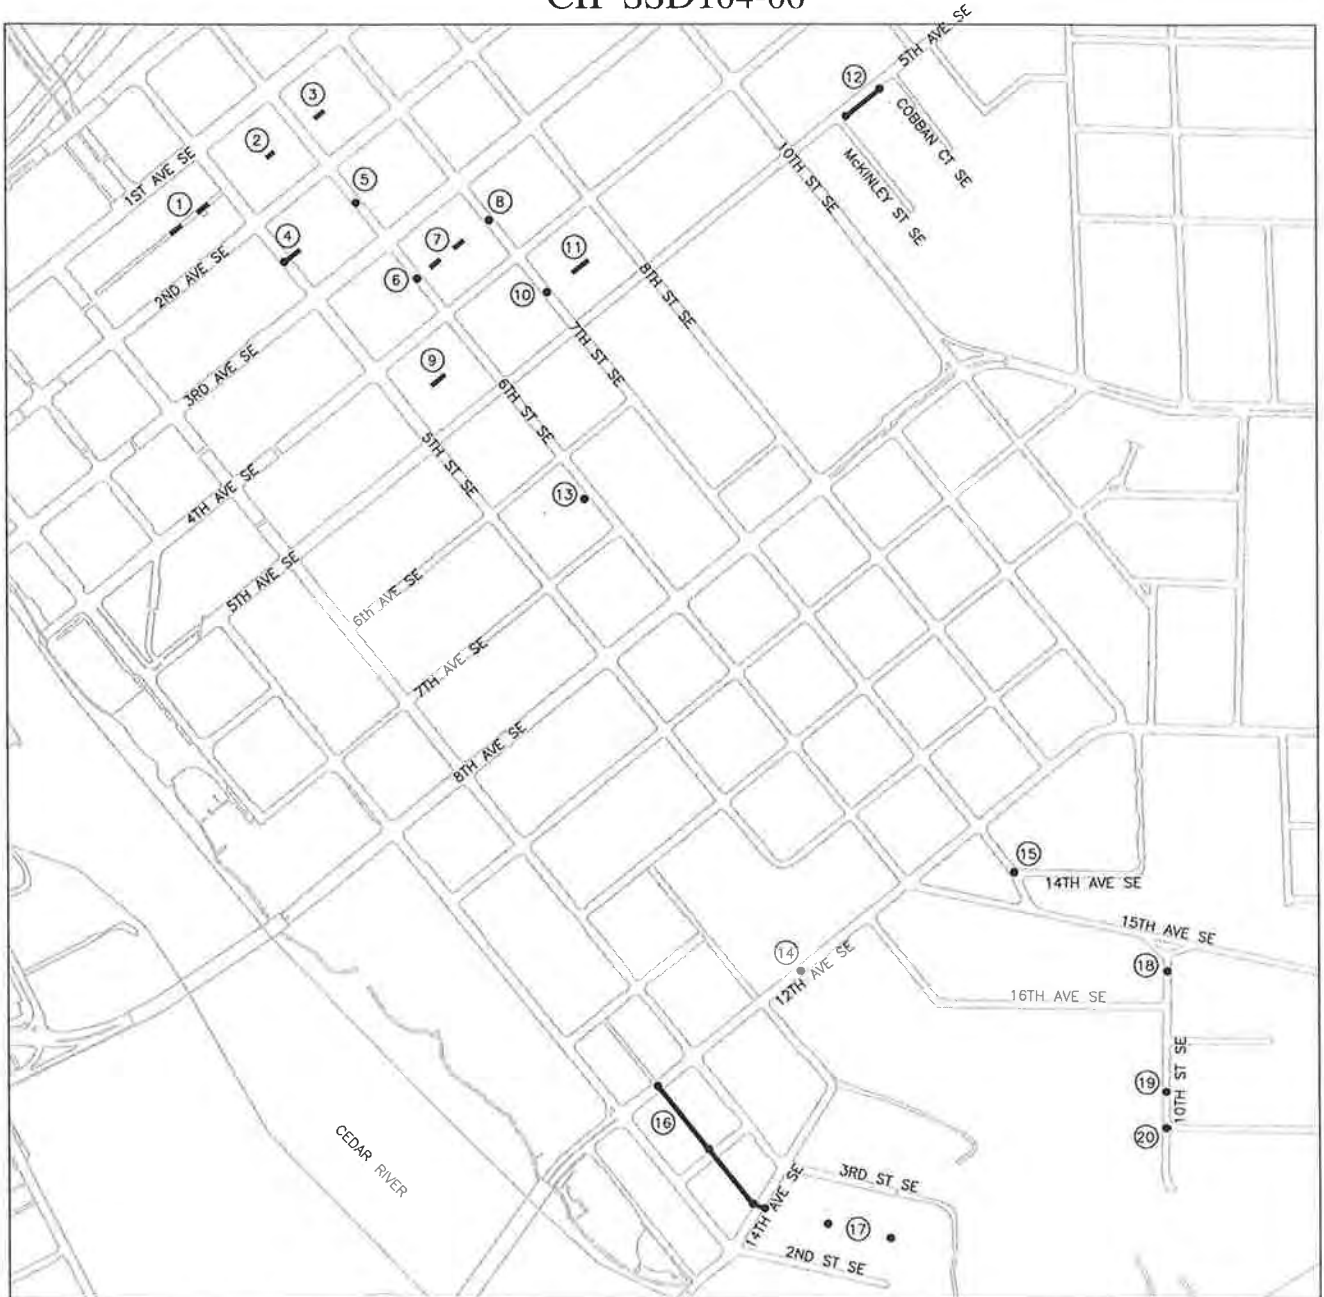 5TH AVE SE
12
3
COBBAN CT SE
2
10TH ST SE
McKINLEY ST SE
1ST AVE SE
5
1
8
4
7
11
2ND AVE SE
6
10
8TH ST SE
7TH ST SE
9
3RD AVE SE
6TH ST SE
5TH ST SE
4TH AVE SE
13
5TH AVE SE
6th AVE SE
7TH AVE SE
8TH AVE SE
15
14TH AVE SE
15TH AVE SE
14
12TH AVE SE
18
16TH AVE SE
10TH ST SE
19
16
20
CEDAR RIVER
3RD ST SE
14TH AVE SE
17
2ND ST SE